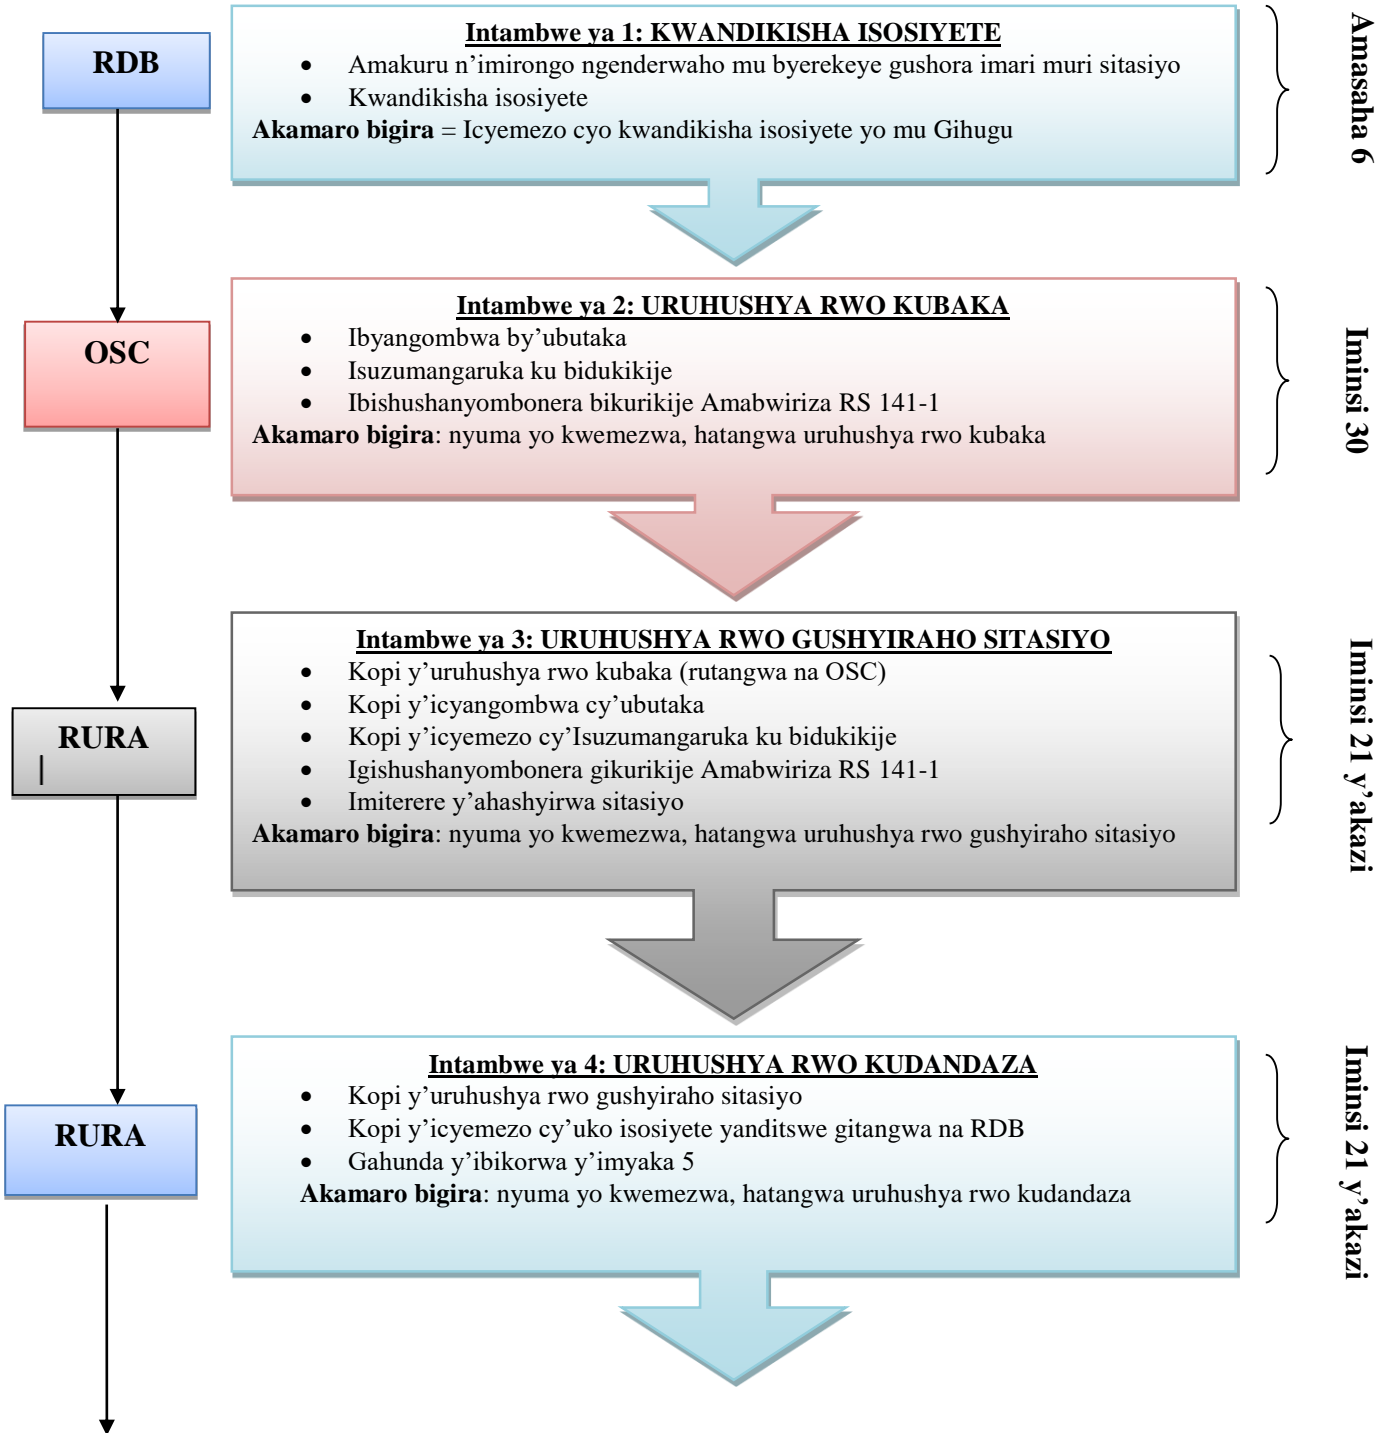 RDB
Intambwe ya 1: KWANDIKISHA ISOSIYETE
• Amakuru n’imirongo ngenderwaho mu byerekeye gushora imari muri sitasiyo
• Kwandikisha isosiyete
Akamaro bigira = Icyemezo cyo kwandikisha isosiyete yo mu Gihugu
Amasaha 6
OSC
Intambwe ya 2: URUHUSHYA RWO KUBAKA
• Ibyangombwa by’ubutaka
• Isuzumangaruka ku bidukikije
• Ibishushanyombonera bikurikije Amabwiriza RS 141-1
Akamaro bigira: nyuma yo kwemezwa, hatangwa uruhushya rwo kubaka
Iminsi 30
RURA
Intambwe ya 3: URUHUSHYA RWO GUSHYIRAHO SITASIYO
• Kopi y’uruhushya rwo kubaka (rutangwa na OSC)
• Kopi y’icyangombwa cy’ubutaka
• Kopi y’icyemezo cy’Isuzumangaruka ku bidukikije
• Igishushanyombonera gikurikije Amabwiriza RS 141-1
• Imiterere y’ahashyirwa sitasiyo
Akamaro bigira: nyuma yo kwemezwa, hatangwa uruhushya rwo gushyiraho sitasiyo
Iminsi 21 y’akazi
RURA
Intambwe ya 4: URUHUSHYA RWO KUDANDAZA
• Kopi y’uruhushya rwo gushyiraho sitasiyo
• Kopi y’icyemezo cy’uko isosiyete yanditswe gitangwa na RDB
• Gahunda y’ibikorwa y’imyaka 5
Akamaro bigira: nyuma yo kwemezwa, hatangwa uruhushya rwo kudandaza
Iminsi 21 y’akazi